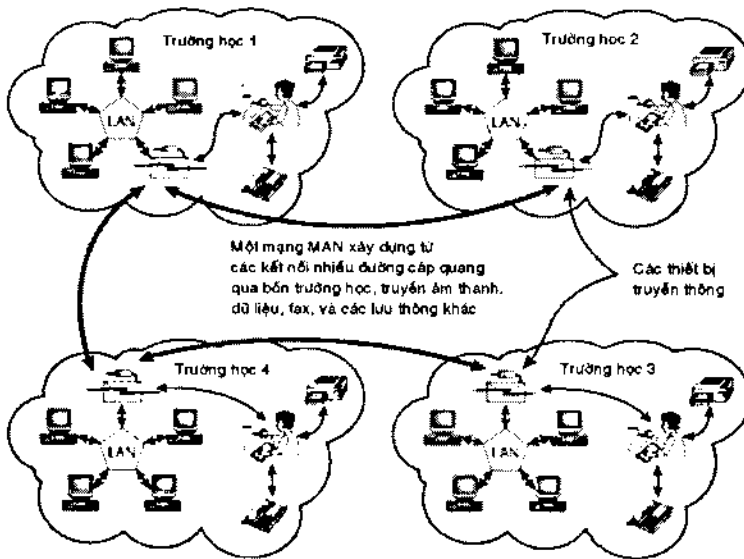 Trường học 1
Trường học 2
LAN
LAN
Một mạng MAN xây dựng từ
các kết nối nhiều đường cáp quang
qua bốn trường học, truyền âm thanh,
dữ liệu, fax, và các lưu thông khác
Các thiết bị
truyền thông
Trường học 4
Trường học 3
LAN
LAN